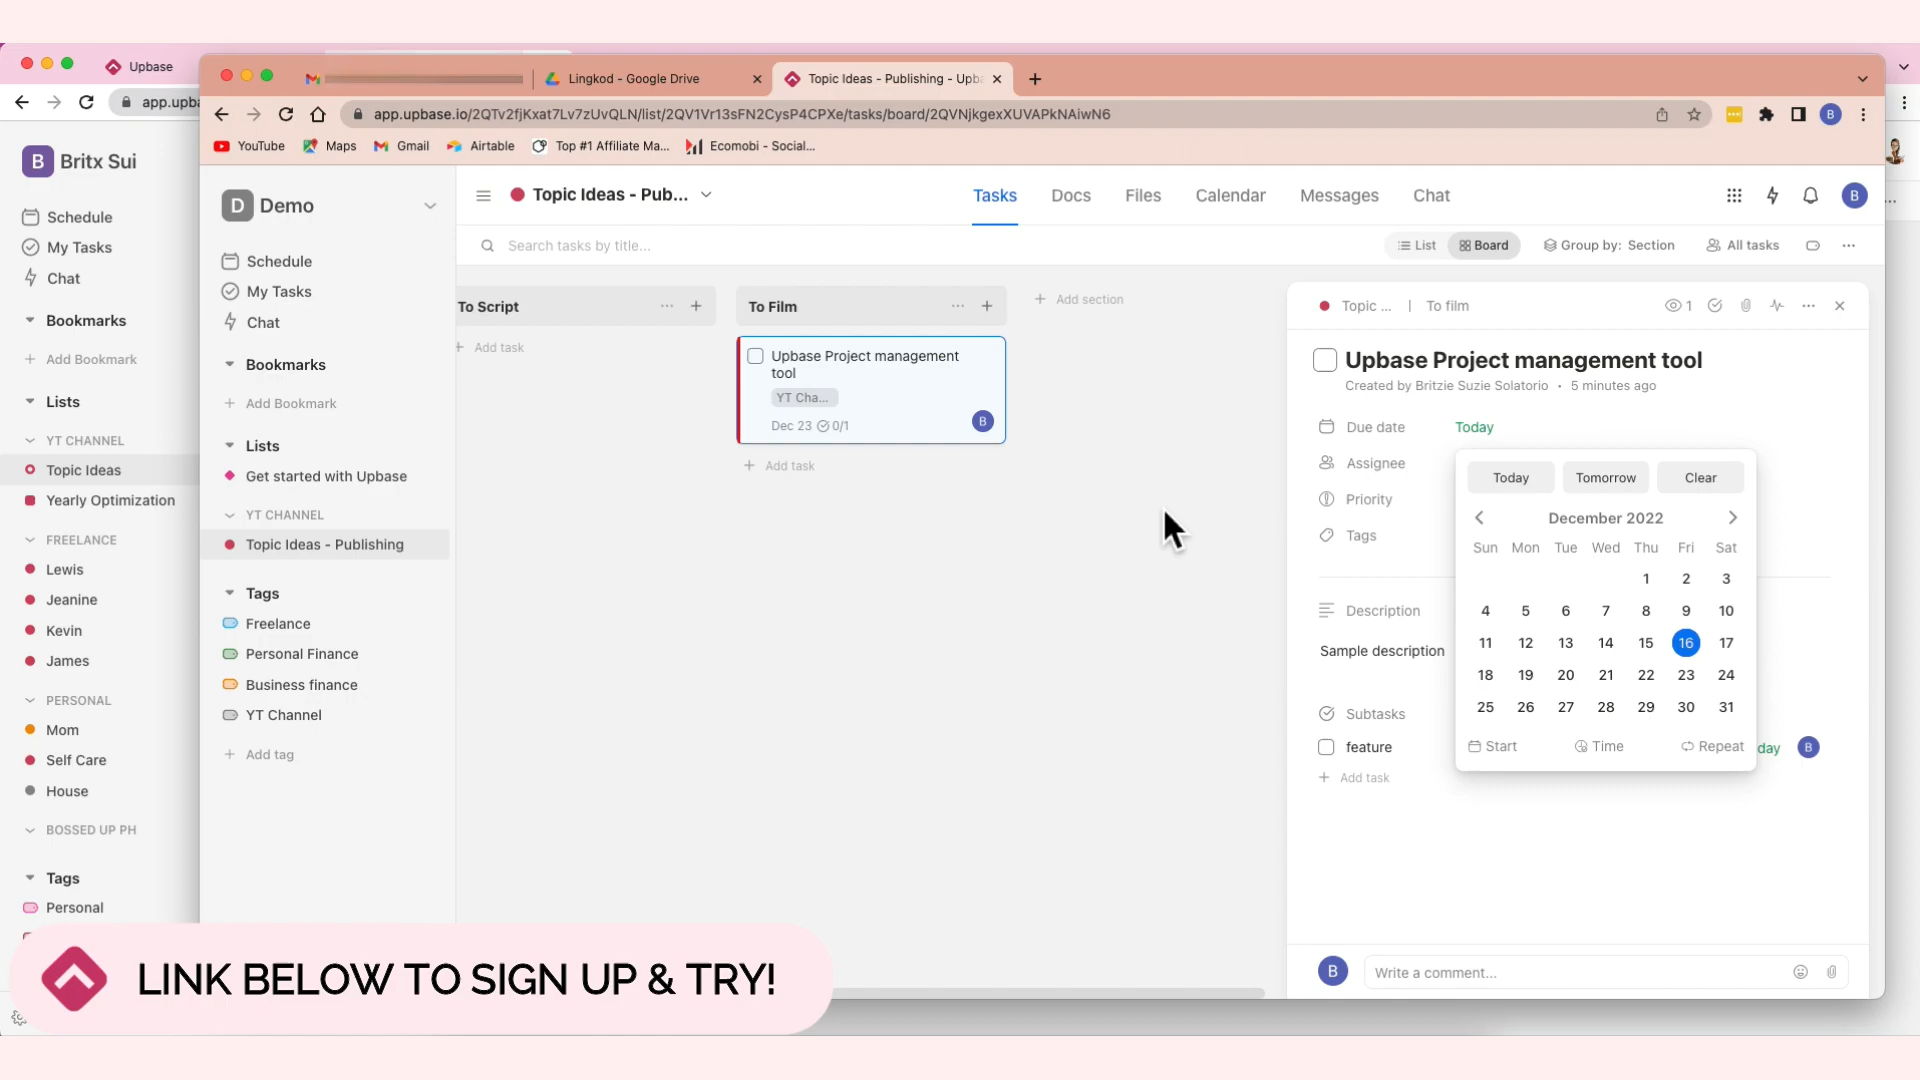 Upbase
app.upba
B Britx Sui
Schedule
My Tasks
Chat
Bookmarks
Add Bookmark
Lists
YT CHANNEL
Topic Ideas
Yearly Optimization
FREELANCE
Lewis
Jeanine
Kevin
James
PERSONAL
Mom
Self Care
House
BOSSED UP PH
Tags
Personal
Lingkod - Google Drive
Topic Ideas - Publishing - Upba
app.upbase.io/2QTv2fjKxat7Lv7zUvQLN/list/2QV1Vr13sFN2CysP4CPXe/tasks/board/2QVNjkgexXUVAPkNAiwN6
B
YouTube
Maps
Gmail
Airtable
Top #1 Affiliate Ma...
Ecomobi - Social...
D Demo
Schedule
My Tasks
Chat
Bookmarks
Add Bookmark
Lists
Get started with Upbase
YT CHANNEL
Topic Ideas - Publishing
Tags
Freelance
Personal Finance
Business finance
YT Channel
Add tag
Topic Ideas - Pub...
Tasks
Docs
Files
Calendar
Messages
Chat
B
Search tasks by title...
List
Board
Group by: Section
All tasks
To Script
Add task
To Film
Upbase Project management
tool
YT Cha...
Dec 23 0/1
B
Add task
Add section
Topic ... | To film
1
Upbase Project management tool
Created by Britzie Suzie Solatorio • 5 minutes ago
Due date Today
Assignee
Priority
Tags
Today Tomorrow Clear
December 2022
Sun Mon Tue Wed Thu Fri Sat
1 2 3
4 5 6 7 8 9 10
11 12 13 14 15 16 17
18 19 20 21 22 23 24
25 26 27 28 29 30 31
Start Time Repeat
Description
Sample description
Subtasks
feature
day B
Add task
B Write a comment...
LINK BELOW TO SIGN UP & TRY!